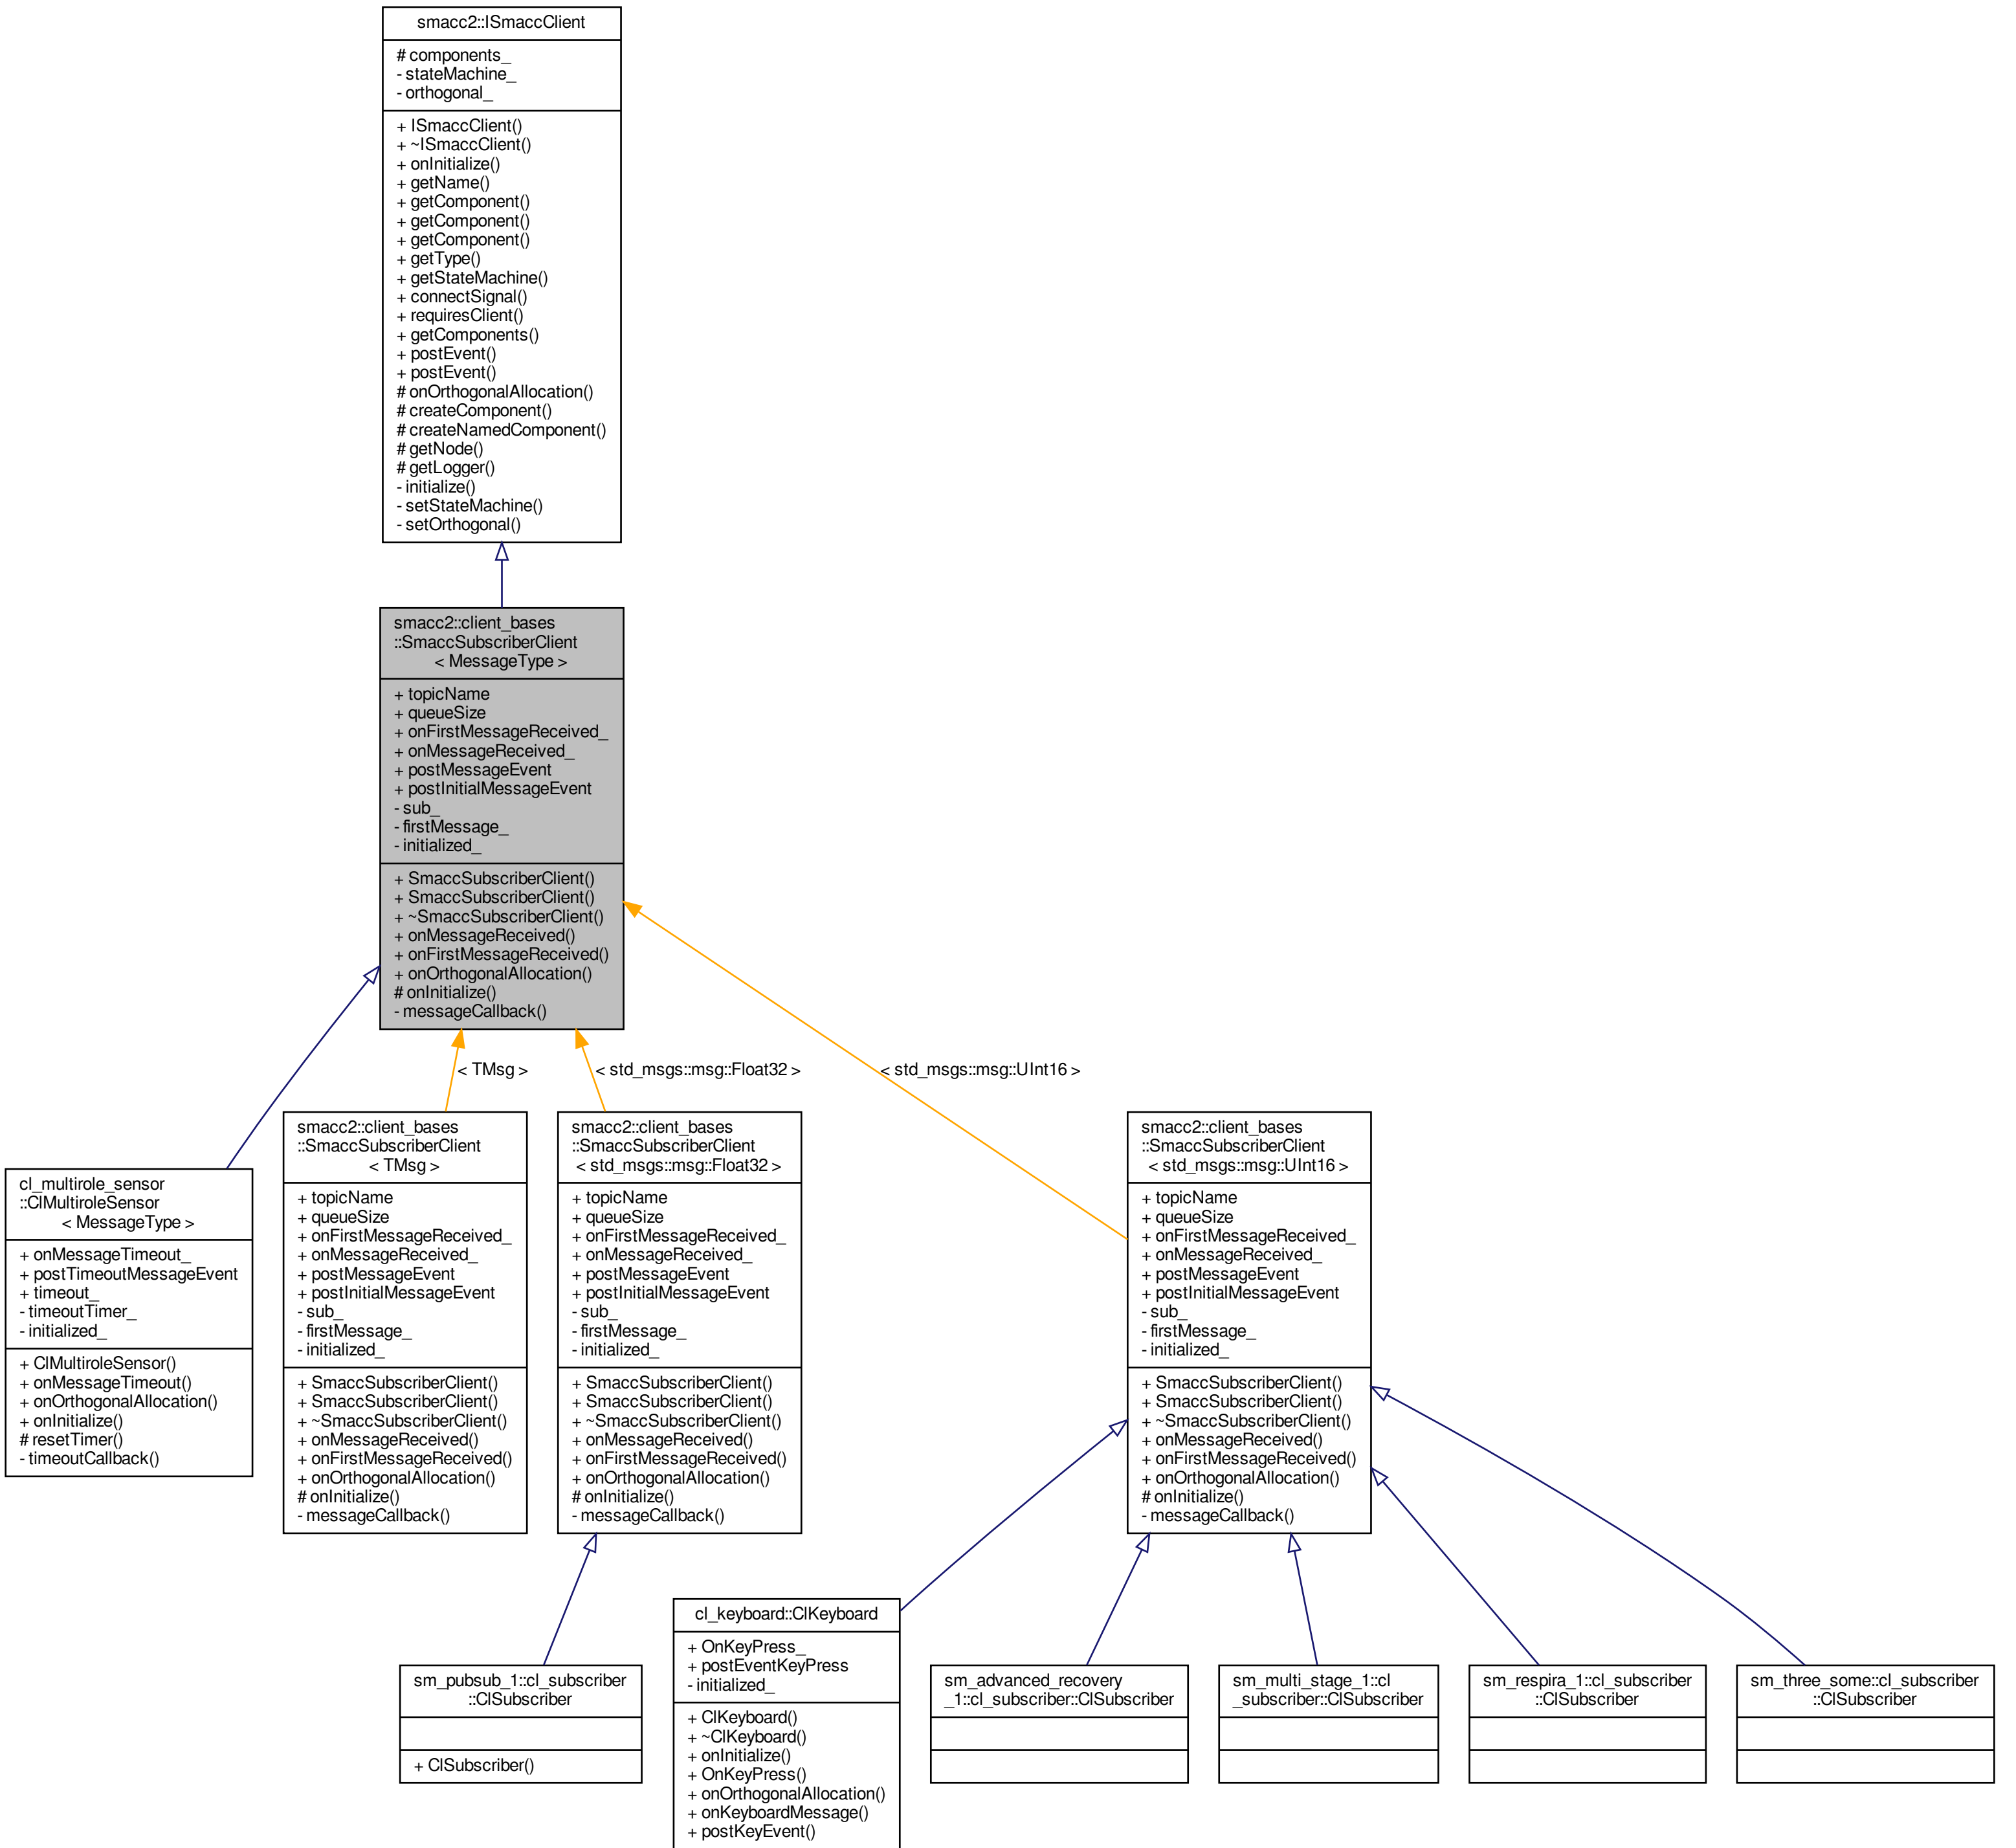 smacc2::ISmaccClient
# components_
- stateMachine_
- orthogonal_
+ ISmaccClient()
+ ~ISmaccClient()
+ onInitialize()
+ getName()
+ getComponent()
+ getComponent()
+ getComponent()
+ getType()
+ getStateMachine()
+ connectSignal()
+ requiresClient()
+ getComponents()
+ postEvent()
+ postEvent()
# onOrthogonalAllocation()
# createComponent()
# createNamedComponent()
# getNode()
# getLogger()
- initialize()
- setStateMachine()
- setOrthogonal()
smacc2::client_bases
::SmaccSubscriberClient
< MessageType >
+ topicName
+ queueSize
+ onFirstMessageReceived_
+ onMessageReceived_
+ postMessageEvent
+ postInitialMessageEvent
- sub_
- firstMessage_
- initialized_
+ SmaccSubscriberClient()
+ SmaccSubscriberClient()
+ ~SmaccSubscriberClient()
+ onMessageReceived()
+ onFirstMessageReceived()
+ onOrthogonalAllocation()
# onInitialize()
- messageCallback()
< TMsg >
< std_msgs::msg::Float32 >
< std_msgs::msg::UInt16 >
cl_multirole_sensor
::ClMultiroleSensor
< MessageType >
+ onMessageTimeout_
+ postTimeoutMessageEvent
+ timeout_
- timeoutTimer_
- initialized_
+ ClMultiroleSensor()
+ onMessageTimeout()
+ onOrthogonalAllocation()
+ onInitialize()
# resetTimer()
- timeoutCallback()
smacc2::client_bases
::SmaccSubscriberClient
< TMsg >
+ topicName
+ queueSize
+ onFirstMessageReceived_
+ onMessageReceived_
+ postMessageEvent
+ postInitialMessageEvent
- sub_
- firstMessage_
- initialized_
+ SmaccSubscriberClient()
+ SmaccSubscriberClient()
+ ~SmaccSubscriberClient()
+ onMessageReceived()
+ onFirstMessageReceived()
+ onOrthogonalAllocation()
# onInitialize()
- messageCallback()
smacc2::client_bases
::SmaccSubscriberClient
< std_msgs::msg::Float32 >
+ topicName
+ queueSize
+ onFirstMessageReceived_
+ onMessageReceived_
+ postMessageEvent
+ postInitialMessageEvent
- sub_
- firstMessage_
- initialized_
+ SmaccSubscriberClient()
+ SmaccSubscriberClient()
+ ~SmaccSubscriberClient()
+ onMessageReceived()
+ onFirstMessageReceived()
+ onOrthogonalAllocation()
# onInitialize()
- messageCallback()
smacc2::client_bases
::SmaccSubscriberClient
< std_msgs::msg::UInt16 >
+ topicName
+ queueSize
+ onFirstMessageReceived_
+ onMessageReceived_
+ postMessageEvent
+ postInitialMessageEvent
- sub_
- firstMessage_
- initialized_
+ SmaccSubscriberClient()
+ SmaccSubscriberClient()
+ ~SmaccSubscriberClient()
+ onMessageReceived()
+ onFirstMessageReceived()
+ onOrthogonalAllocation()
# onInitialize()
- messageCallback()
sm_pubsub_1::cl_subscriber
::ClSubscriber
+ ClSubscriber()
cl_keyboard::ClKeyboard
+ OnKeyPress_
+ postEventKeyPress
- initialized_
+ ClKeyboard()
+ ~ClKeyboard()
+ onInitialize()
+ OnKeyPress()
+ onOrthogonalAllocation()
+ onKeyboardMessage()
+ postKeyEvent()
sm_advanced_recovery
_1::cl_subscriber::ClSubscriber
sm_multi_stage_1::cl
_subscriber::ClSubscriber
sm_respira_1::cl_subscriber
::ClSubscriber
sm_three_some::cl_subscriber
::ClSubscriber